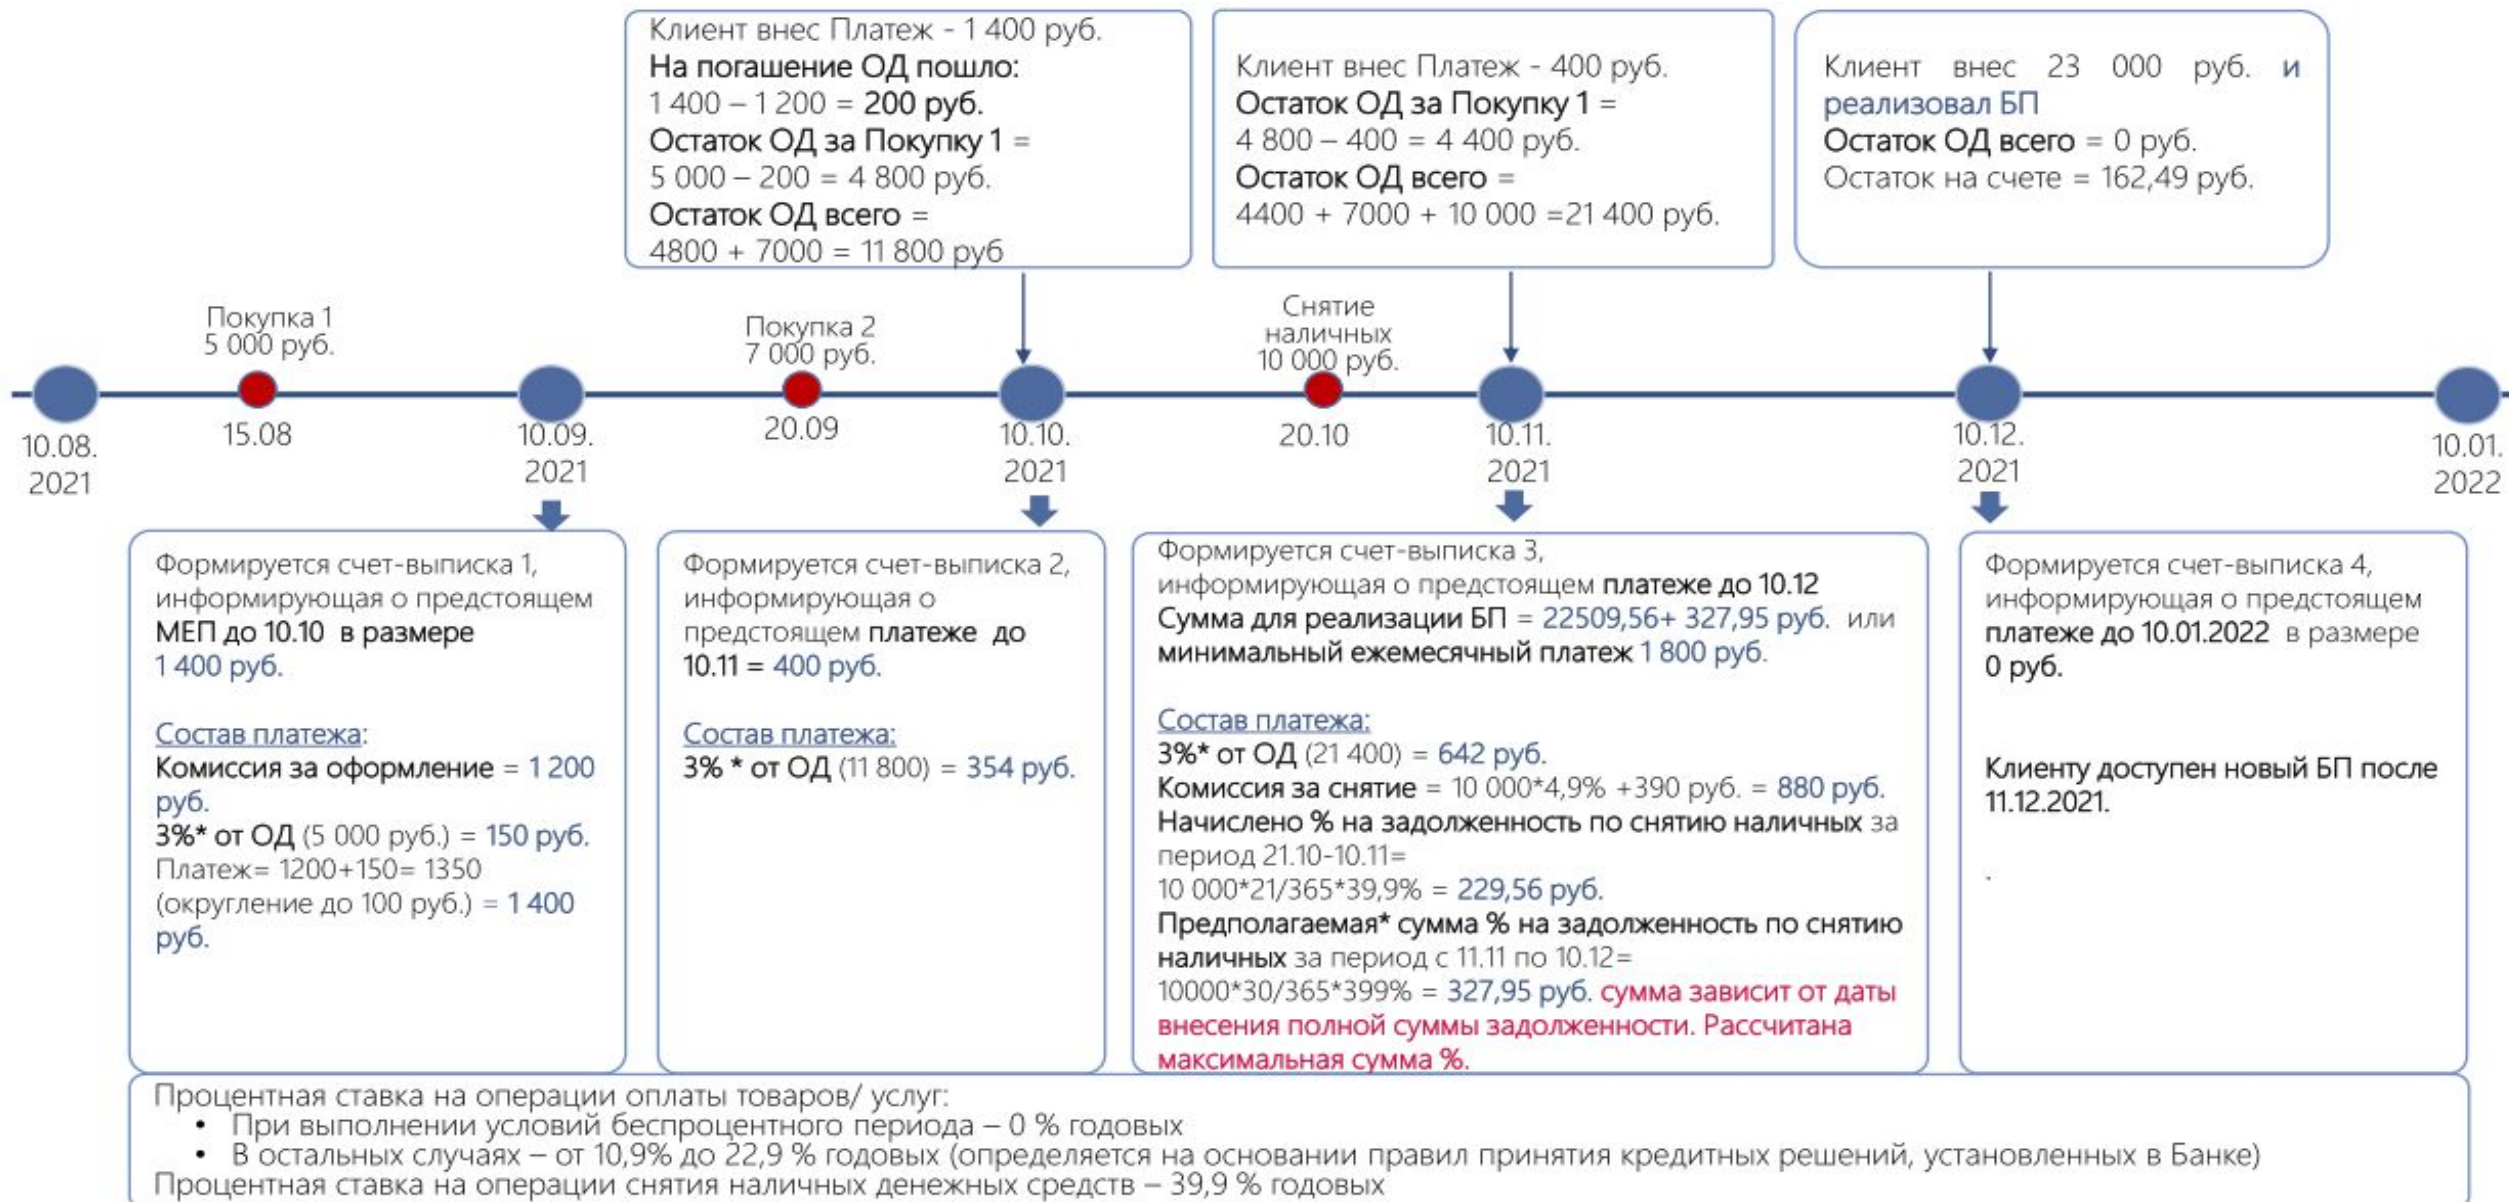 Клиент внес Платеж - 1 400 руб.
На погашение ОД пошло:
1 400 – 1 200 = 200 руб.
Остаток ОД за Покупку 1 =
5 000 – 200 = 4 800 руб.
Остаток ОД всего =
4800 + 7000 = 11 800 руб
Клиент внес Платеж - 400 руб.
Остаток ОД за Покупку 1 =
4 800 – 400 = 4 400 руб.
Остаток ОД всего =
4400 + 7000 + 10 000 =21 400 руб.
Клиент внес 23 000 руб. и
реализовал БП
Остаток ОД всего = 0 руб.
Остаток на счете = 162,49 руб.
Покупка 1
5 000 руб.
Покупка 2
7 000 руб.
Снятие
наличных
10 000 руб.
10.08.
2021
15.08
10.09.
2021
20.09
10.10.
2021
20.10
10.11.
2021
10.12.
2021
10.01.
2022
Формируется счет-выписка 1,
информирующая о предстоящем
МЕП до 10.10 в размере
1 400 руб.
Состав платежа:
Комиссия за оформление = 1 200
руб.
3%* от ОД (5 000 руб.) = 150 руб.
Платеж= 1200+150= 1350
(округление до 100 руб.) = 1 400
руб.
Формируется счет-выписка 2,
информирующая о
предстоящем платеже до
10.11 = 400 руб.
Состав платежа:
3% * от ОД (11 800) = 354 руб.
Формируется счет-выписка 3,
информирующая о предстоящем платеже до 10.12
Сумма для реализации БП = 22509,56+ 327,95 руб. или
минимальный ежемесячный платеж 1 800 руб.
Состав платежа:
3%* от ОД (21 400) = 642 руб.
Комиссия за снятие = 10 000*4,9% +390 руб. = 880 руб.
Начислено % на задолженность по снятию наличных за
период 21.10-10.11=
10 000*21/365*39,9% = 229,56 руб.
Предполагаемая* сумма % на задолженность по снятию
наличных за период с 11.11 по 10.12=
10000*30/365*399% = 327,95 руб. сумма зависит от даты
внесения полной суммы задолженности. Рассчитана
максимальная сумма %.
Формируется счет-выписка 4,
информирующая о предстоящем
платеже до 10.01.2022 в размере
0 руб.
Клиенту доступен новый БП после
11.12.2021.
.
Процентная ставка на операции оплаты товаров/ услуг:
• При выполнении условий беспроцентного периода – 0 % годовых
• В остальных случаях – от 10,9% до 22,9 % годовых (определяется на основании правил принятия кредитных решений, установленных в Банке)
Процентная ставка на операции снятия наличных денежных средств – 39,9 % годовых